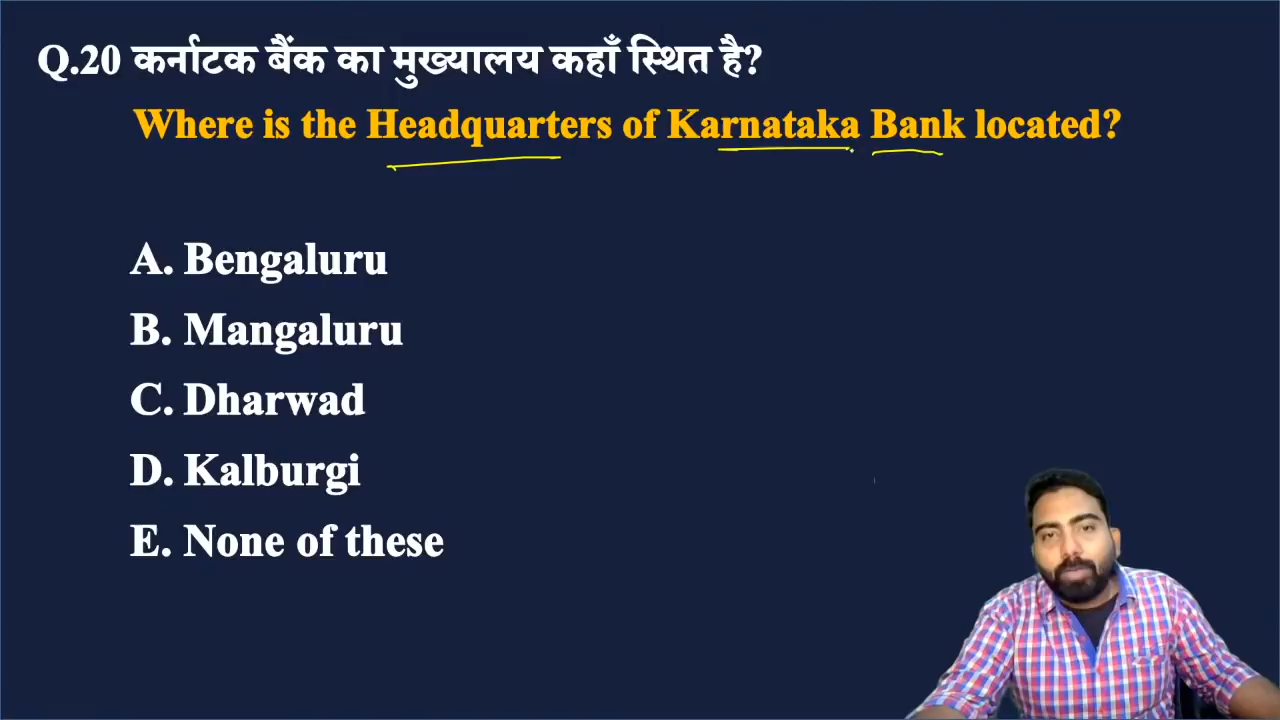 Q.20 कर्नाटक बैंक का मुख्यालय कहाँ स्थित है?
Where is the Headquarters of Karnataka Bank located?
A. Bengaluru
B. Mangaluru
C. Dharwad
D. Kalburgi
E. None of these